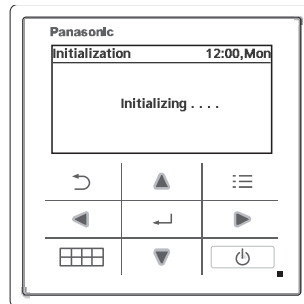 Panasonic
Initialization 12:00,Mon
Initializing . . . .